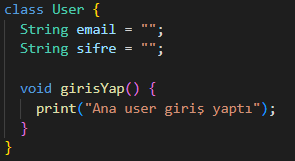 class User {
  String email = "";
  String sifre = "";

  void girisYap() {
    print("Ana user giriş yaptı");
  }
}